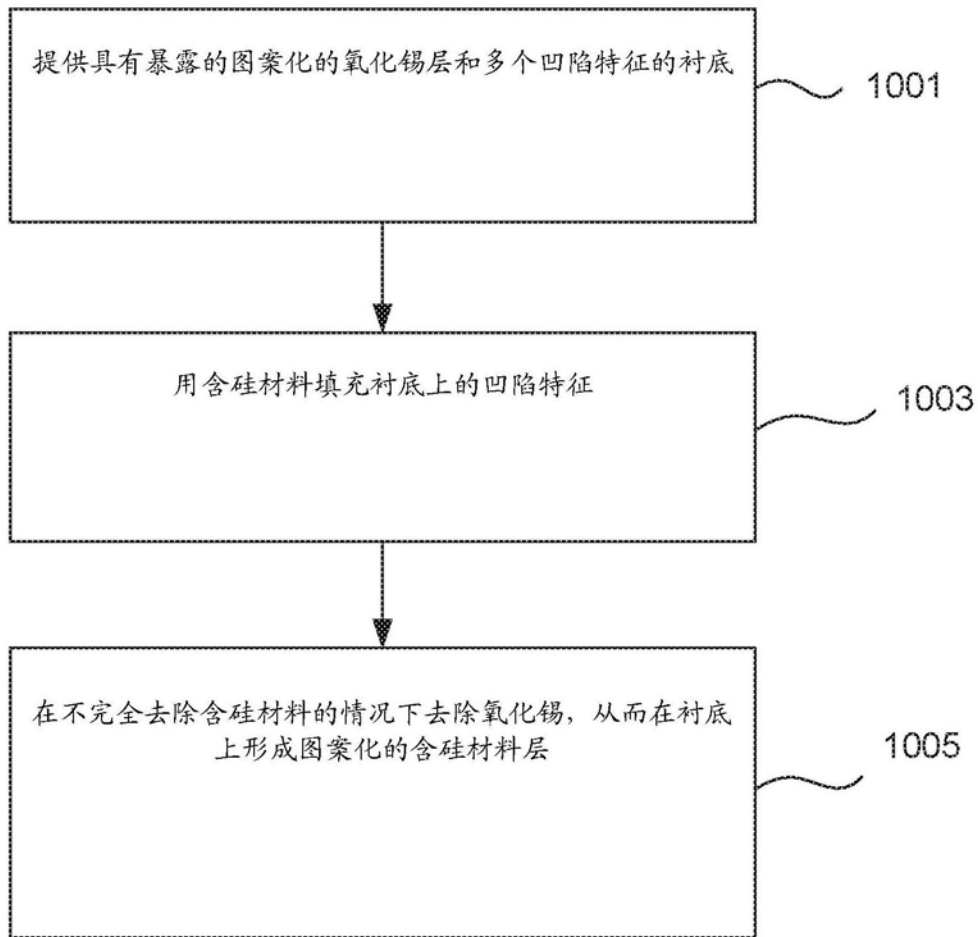 提供具有暴露的图案化的氧化锡层和多个凹陷特征的衬底
1001
用含硅材料填充衬底上的凹陷特征
1003
在不完全去除含硅材料的情况下去除氧化锡，从而在衬底
上形成图案化的含硅材料层
1005